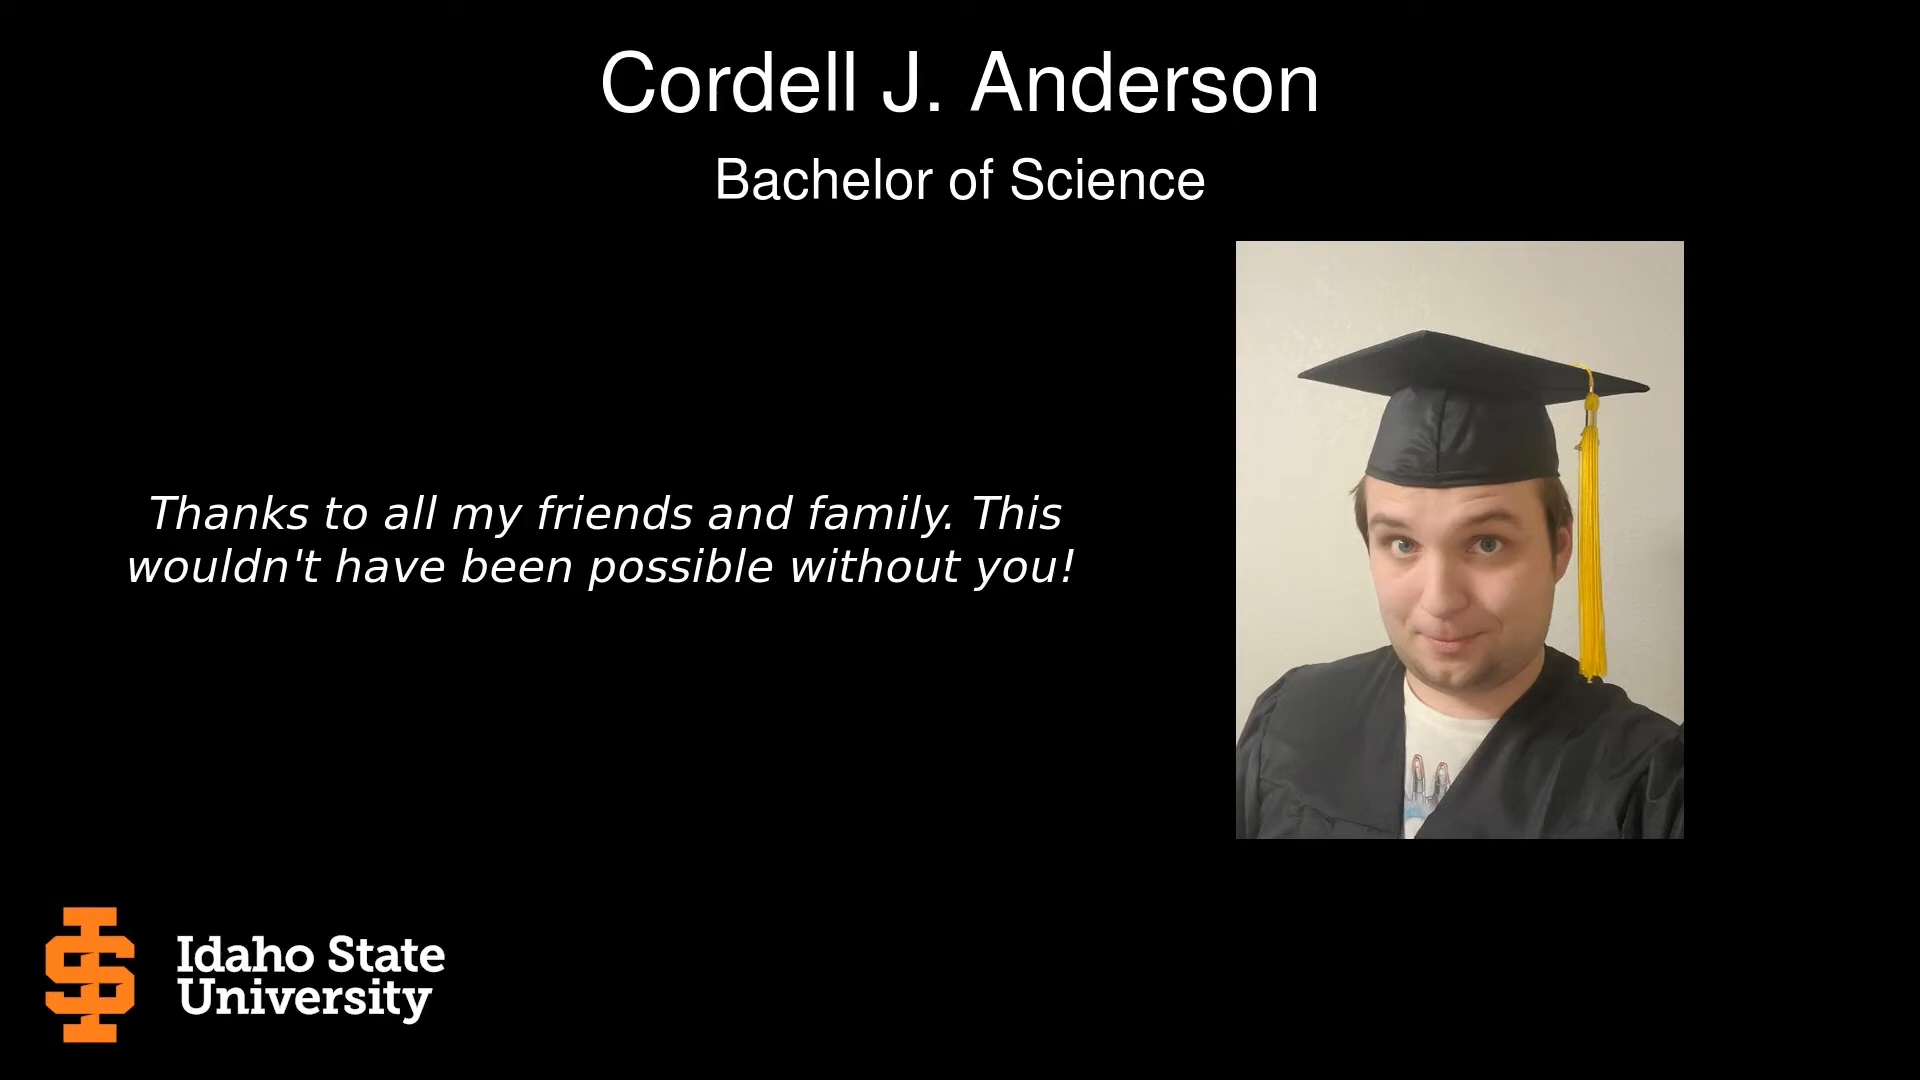 Cordell J. Anderson
Bachelor of Science
Thanks to all my friends and family. This
wouldn't have been possible without you!
Idaho State
University